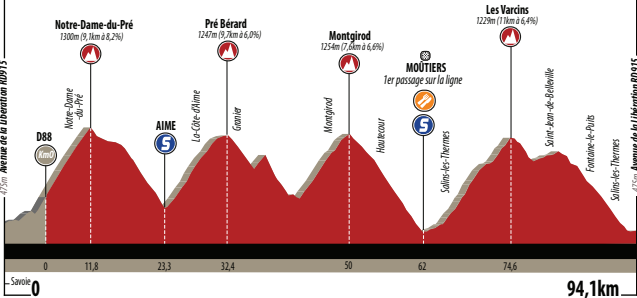 475m Avenue de la Libération RD915
D88
Km0
Notre-Dame
-du-Pré
Notre-Dame-du-Pré
1300m (9,1km à 8,2%)
AIME
S
La-Côte-d'Aime
Pré Bérard
1247m (9,7km à 6,0%)
Granier
Montgirod
Montgirod
1254m (7,6km à 6,6%)
Hautecour
MOÛTIERS
1er passage sur la ligne
S
Salins-les-Thermes
Les Varcins
1229m (11km à 6,4%)
Saint-Jean-de-Belleville
Fontaine-le-Puits
Salins-les-Thermes
475m Avenue de la Libération RD915
0 11,8 23,3 32,4 50 62 74,6
Savoie 0 94,1km